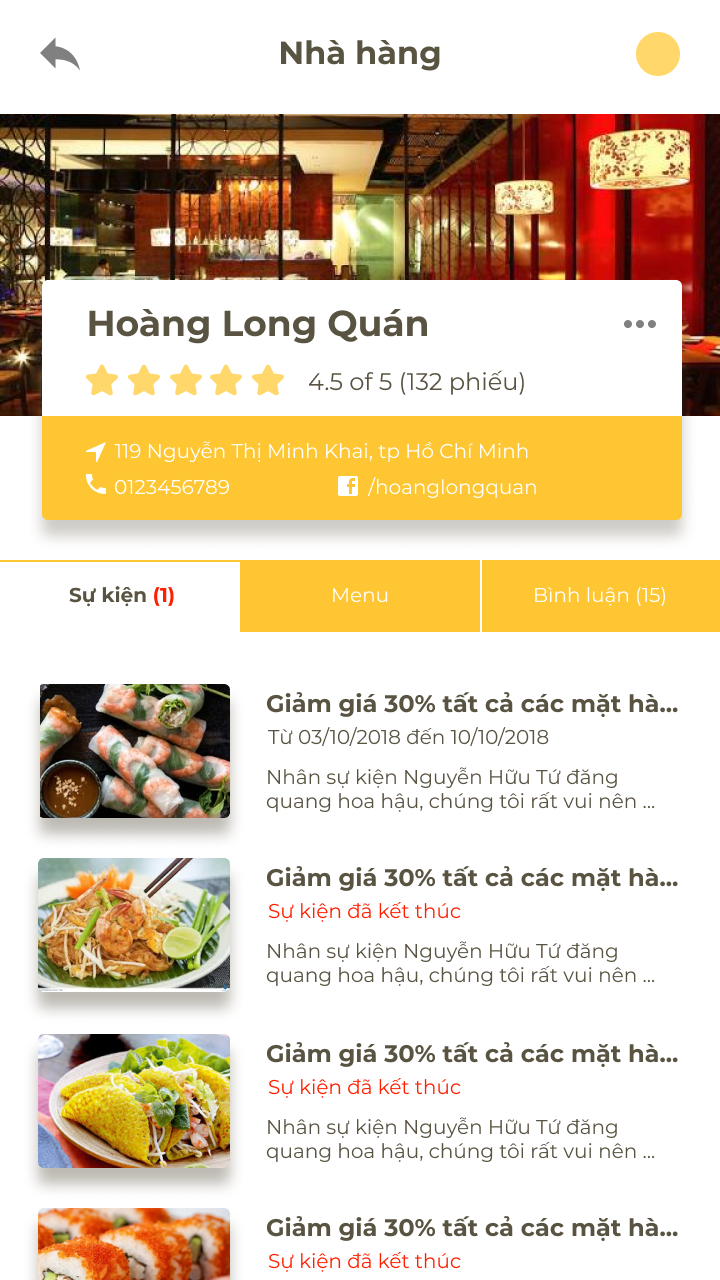 Nhà hàng
Hoàng Long Quán
4.5 of 5 (132 phiếu)
119 Nguyễn Thị Minh Khai, tp Hồ Chí Minh
0123456789
/hoanglongquan
Sự kiện (1)
Menu
Bình luận (15)
Giảm giá 30% tất cả các mặt hà...
Từ 03/10/2018 đến 10/10/2018
Nhân sự kiện Nguyễn Hữu Tứ đăng
quang hoa hậu, chúng tôi rất vui nên ...
Giảm giá 30% tất cả các mặt hà...
Sự kiện đã kết thúc
Nhân sự kiện Nguyễn Hữu Tứ đăng
quang hoa hậu, chúng tôi rất vui nên ...
Giảm giá 30% tất cả các mặt hà...
Sự kiện đã kết thúc
Nhân sự kiện Nguyễn Hữu Tứ đăng
quang hoa hậu, chúng tôi rất vui nên ...
Giảm giá 30% tất cả các mặt hà...
Sự kiện đã kết thúc